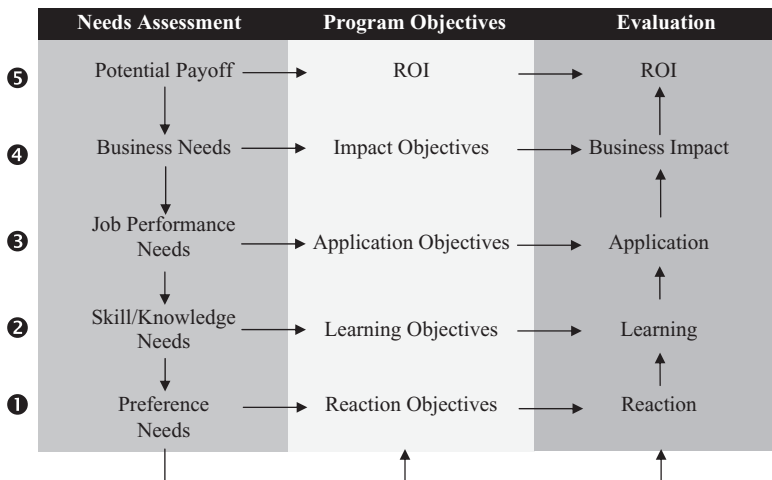 Needs Assessment Program Objectives Evaluation
❺ Potential Payoff ROI ROI
❹ Business Needs Impact Objectives Business Impact
Job Performance
❸ Needs Application Objectives Application
Skill/Knowledge
❷ Needs Learning Objectives Learning
❶ Preference Reaction Objectives Reaction
Needs